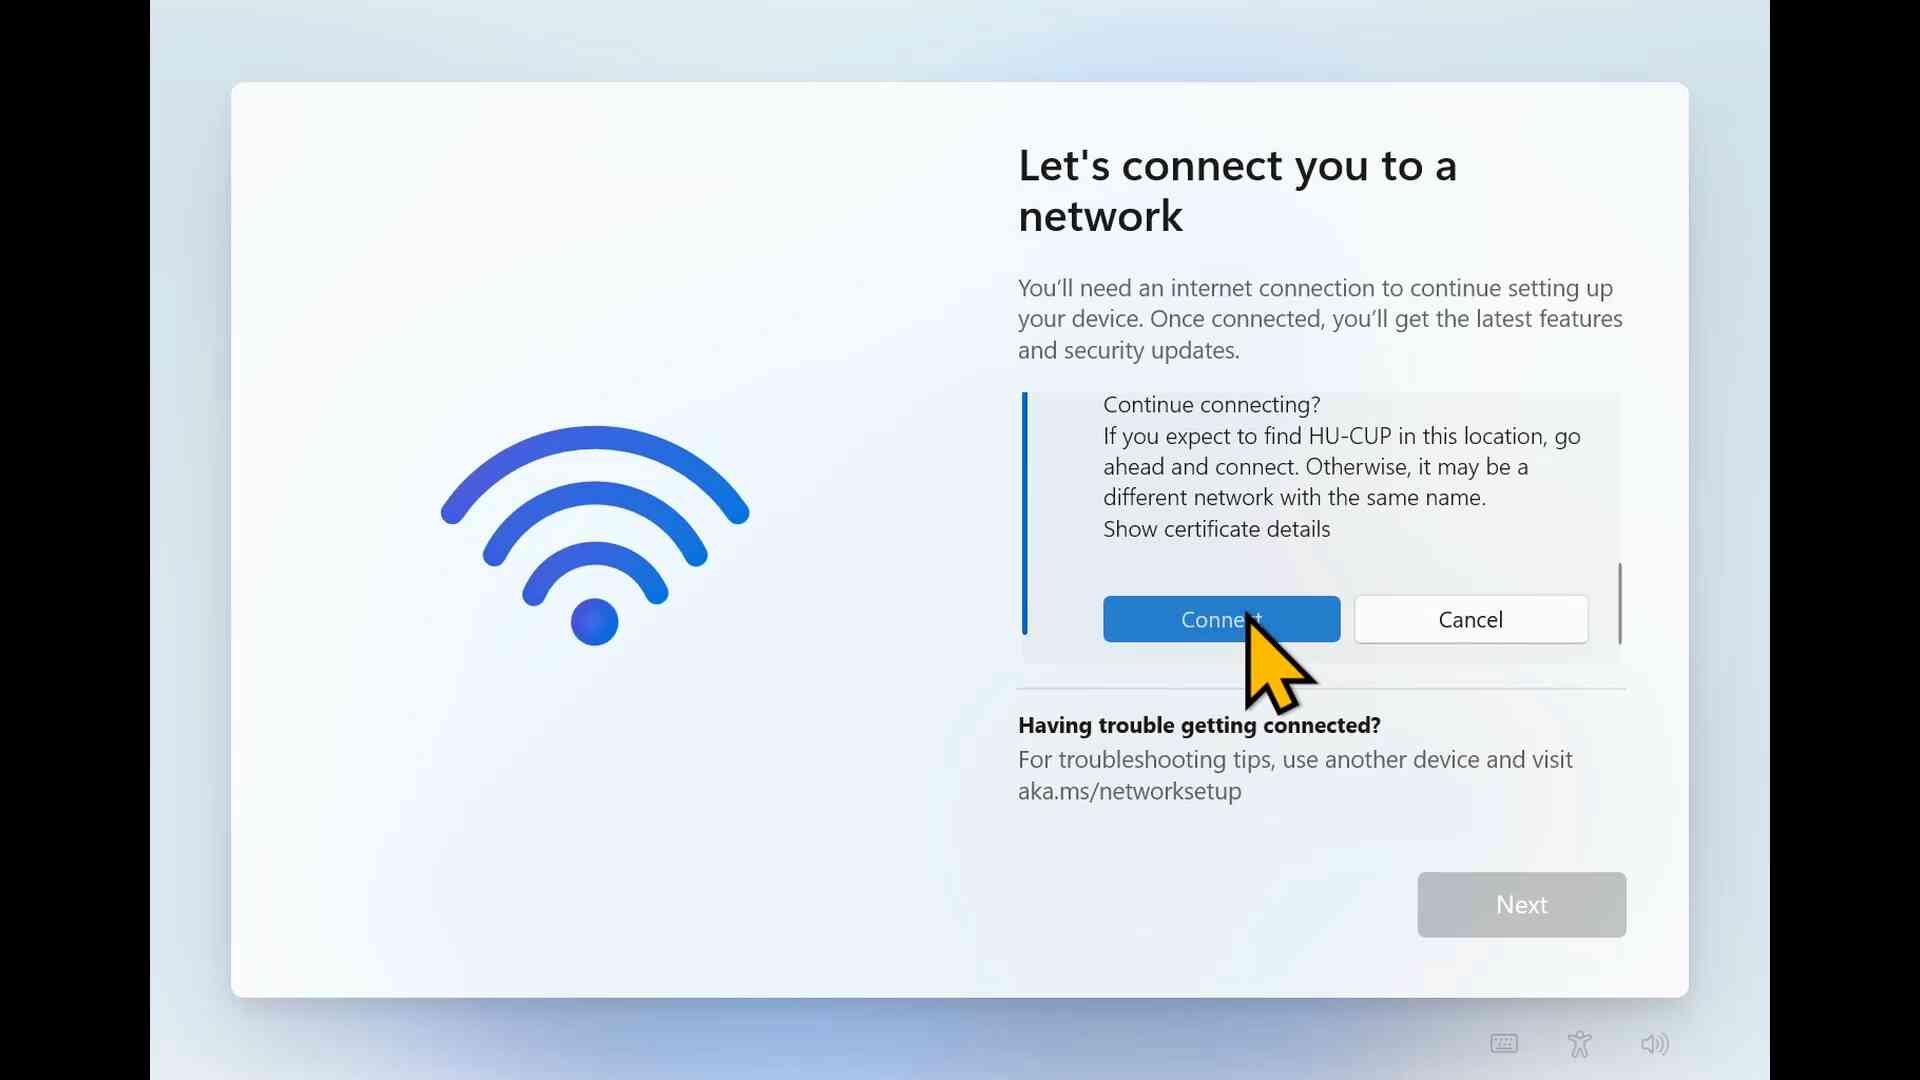 Let's connect you to a
network
You’ll need an internet connection to continue setting up
your device. Once connected, you’ll get the latest features
and security updates.
Continue connecting?
If you expect to find HU-CUP in this location, go
ahead and connect. Otherwise, it may be a
different network with the same name.
Show certificate details
Connect
Cancel
Having trouble getting connected?
For troubleshooting tips, use another device and visit
aka.ms/networksetup
Next